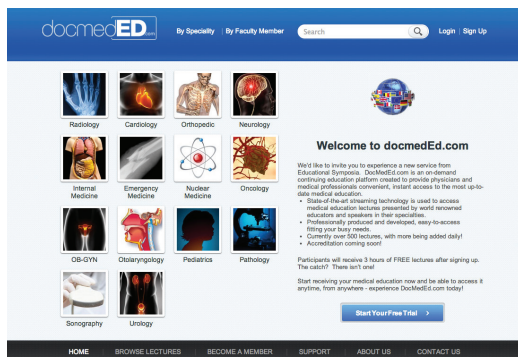 docmedED.com
By Speciality | By Faculty Member
Search
Login | Sign Up
Radiology
Cardiology
Orthopedic
Neurology
Internal
Medicine
Emergency
Medicine
Nuclear
Medicine
Oncology
OB-GYN
Otolaryngology
Pediatrics
Pathology
Sonography
Urology
Welcome to docmedEd.com
We'd like to invite you to experience a new service from
Educational Symposia. DocMedEd.com is an on-demand
continuing education platform created to provide physicians and
medical professionals convenient, instant access to the most up-to-
date medical education.
• State-of-the-art streaming technology is used to access
medical education lectures presented by world renowned
educators and speakers in their specialties.
• Professionally produced and developed, easy-to-access
fitting your busy needs.
• Currently over 500 lectures, with more being added daily!
• Accreditation coming soon!
Participants will receive 3 hours of FREE lectures after signing up.
The catch? There isn't one!
Start receiving your medical education now and be able to access it
anytime, from anywhere - experience DocMedEd.com today!
Start Your Free Trial >
HOME
BROWSE LECTURES
BECOME A MEMBER
SUPPORT
ABOUT US
CONTACT US